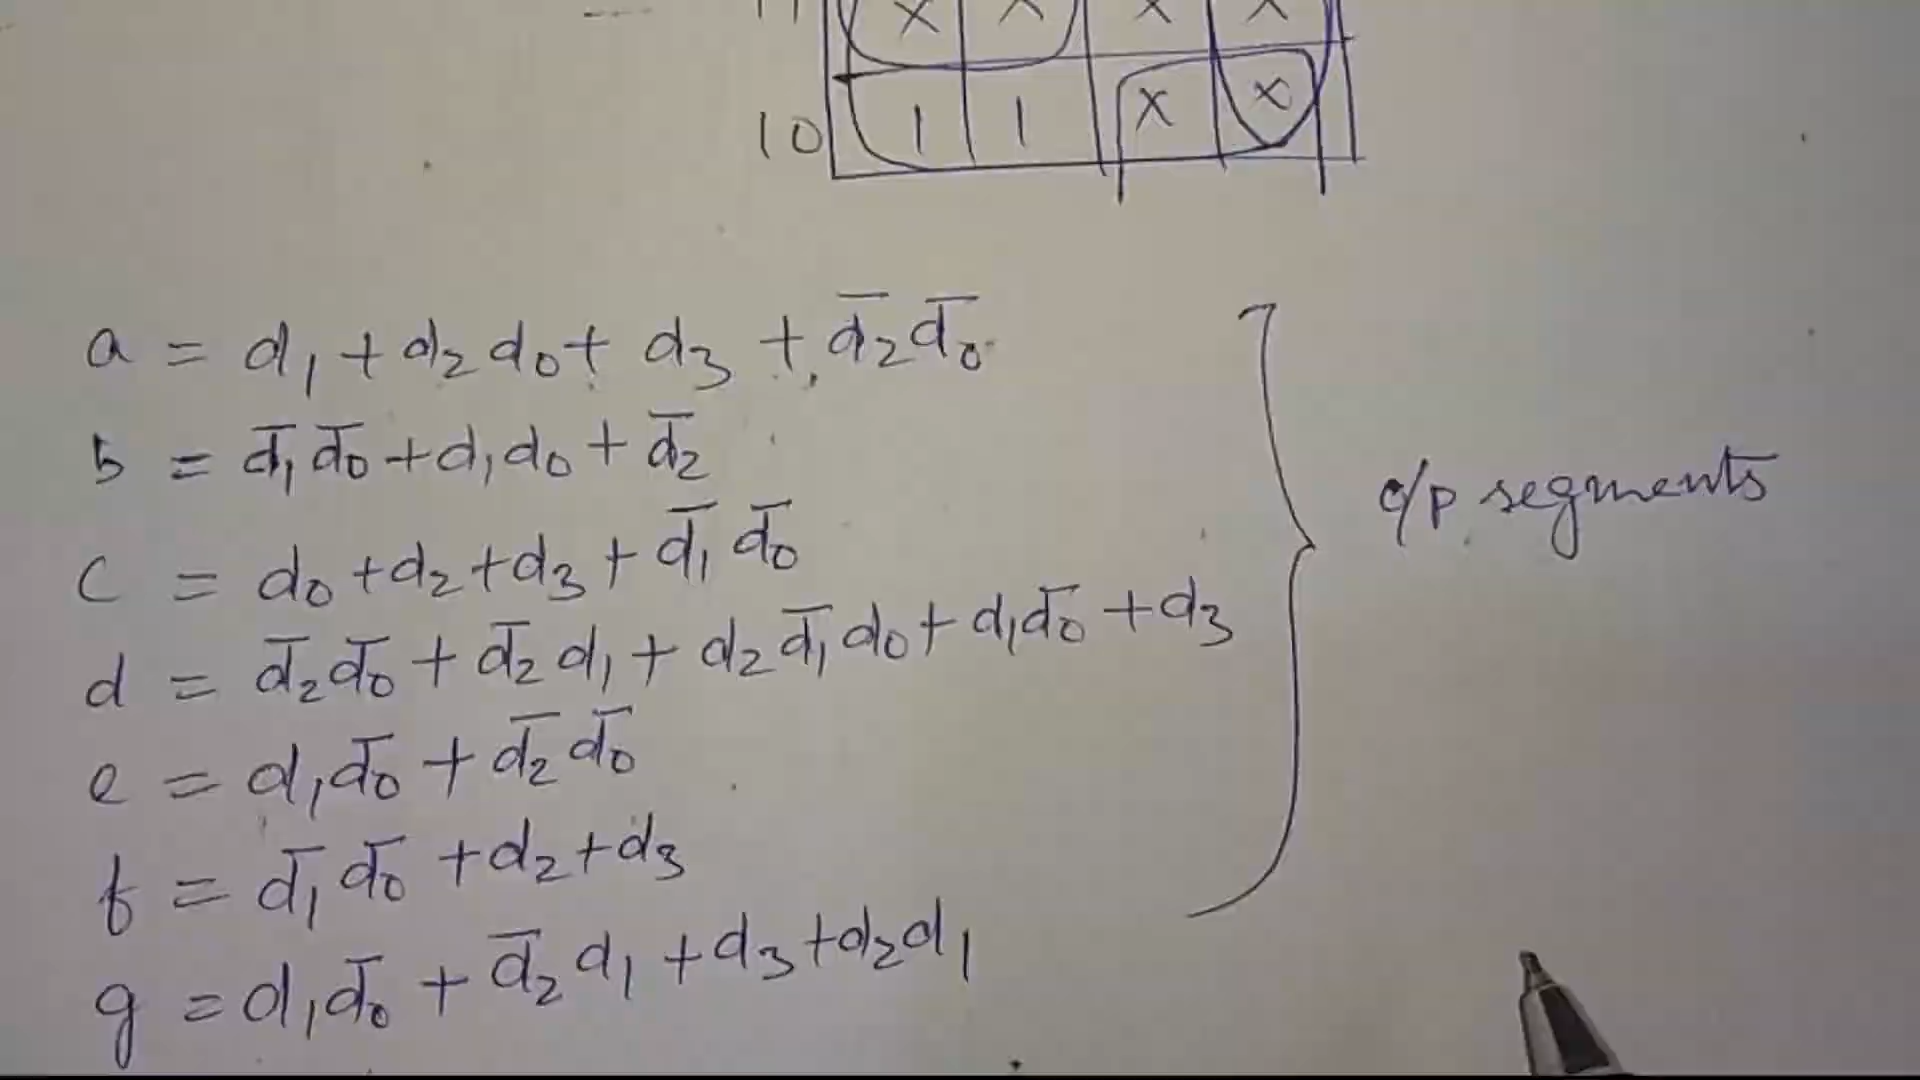 11 x x x x
10 1 1 x x
a = d₁ + d₂d₀ + d₃ + d̅₂d̅₀
b = d̅₁d̅₀ + d₁d₀ + d̅₂
c = d₀ + d₂ + d₃ + d̅₁d̅₀
d = d̅₂d̅₀ + d̅₂d₁ + d₂d̅₁d₀ + d₁d̅₀ + d₃
e = d₁d̅₀ + d̅₂d̅₀
f = d̅₁d̅₀ + d₂ + d₃
g = d₁d̅₀ + d̅₂d₁ + d₃ + d₂d₁
o/p segments